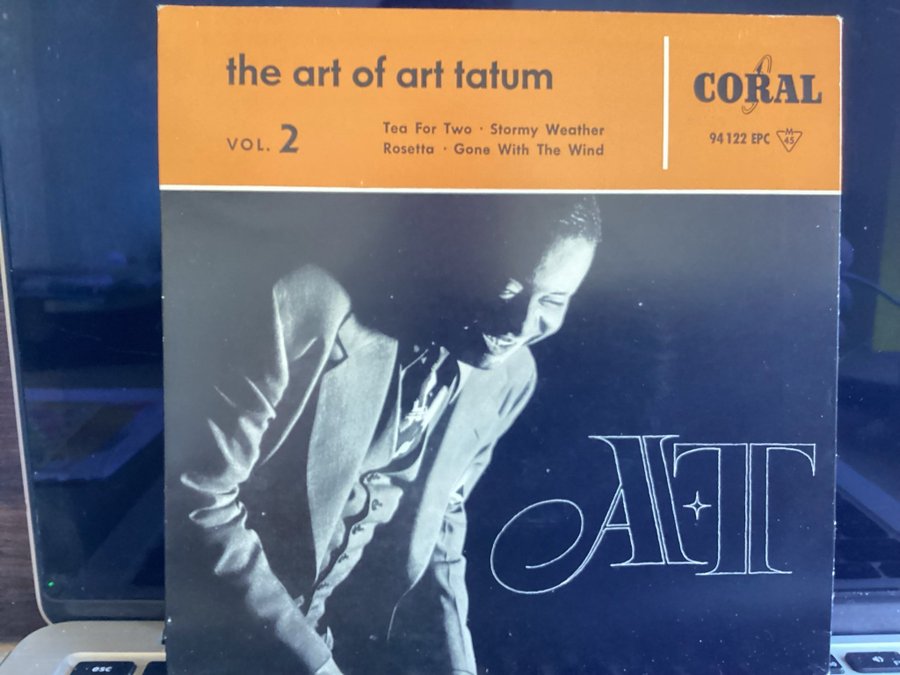 the art of art tatum
VOL. 2
Tea For Two · Stormy Weather
Rosetta · Gone With The Wind
CORAL
94 122 EPC
M
45
A T
esc